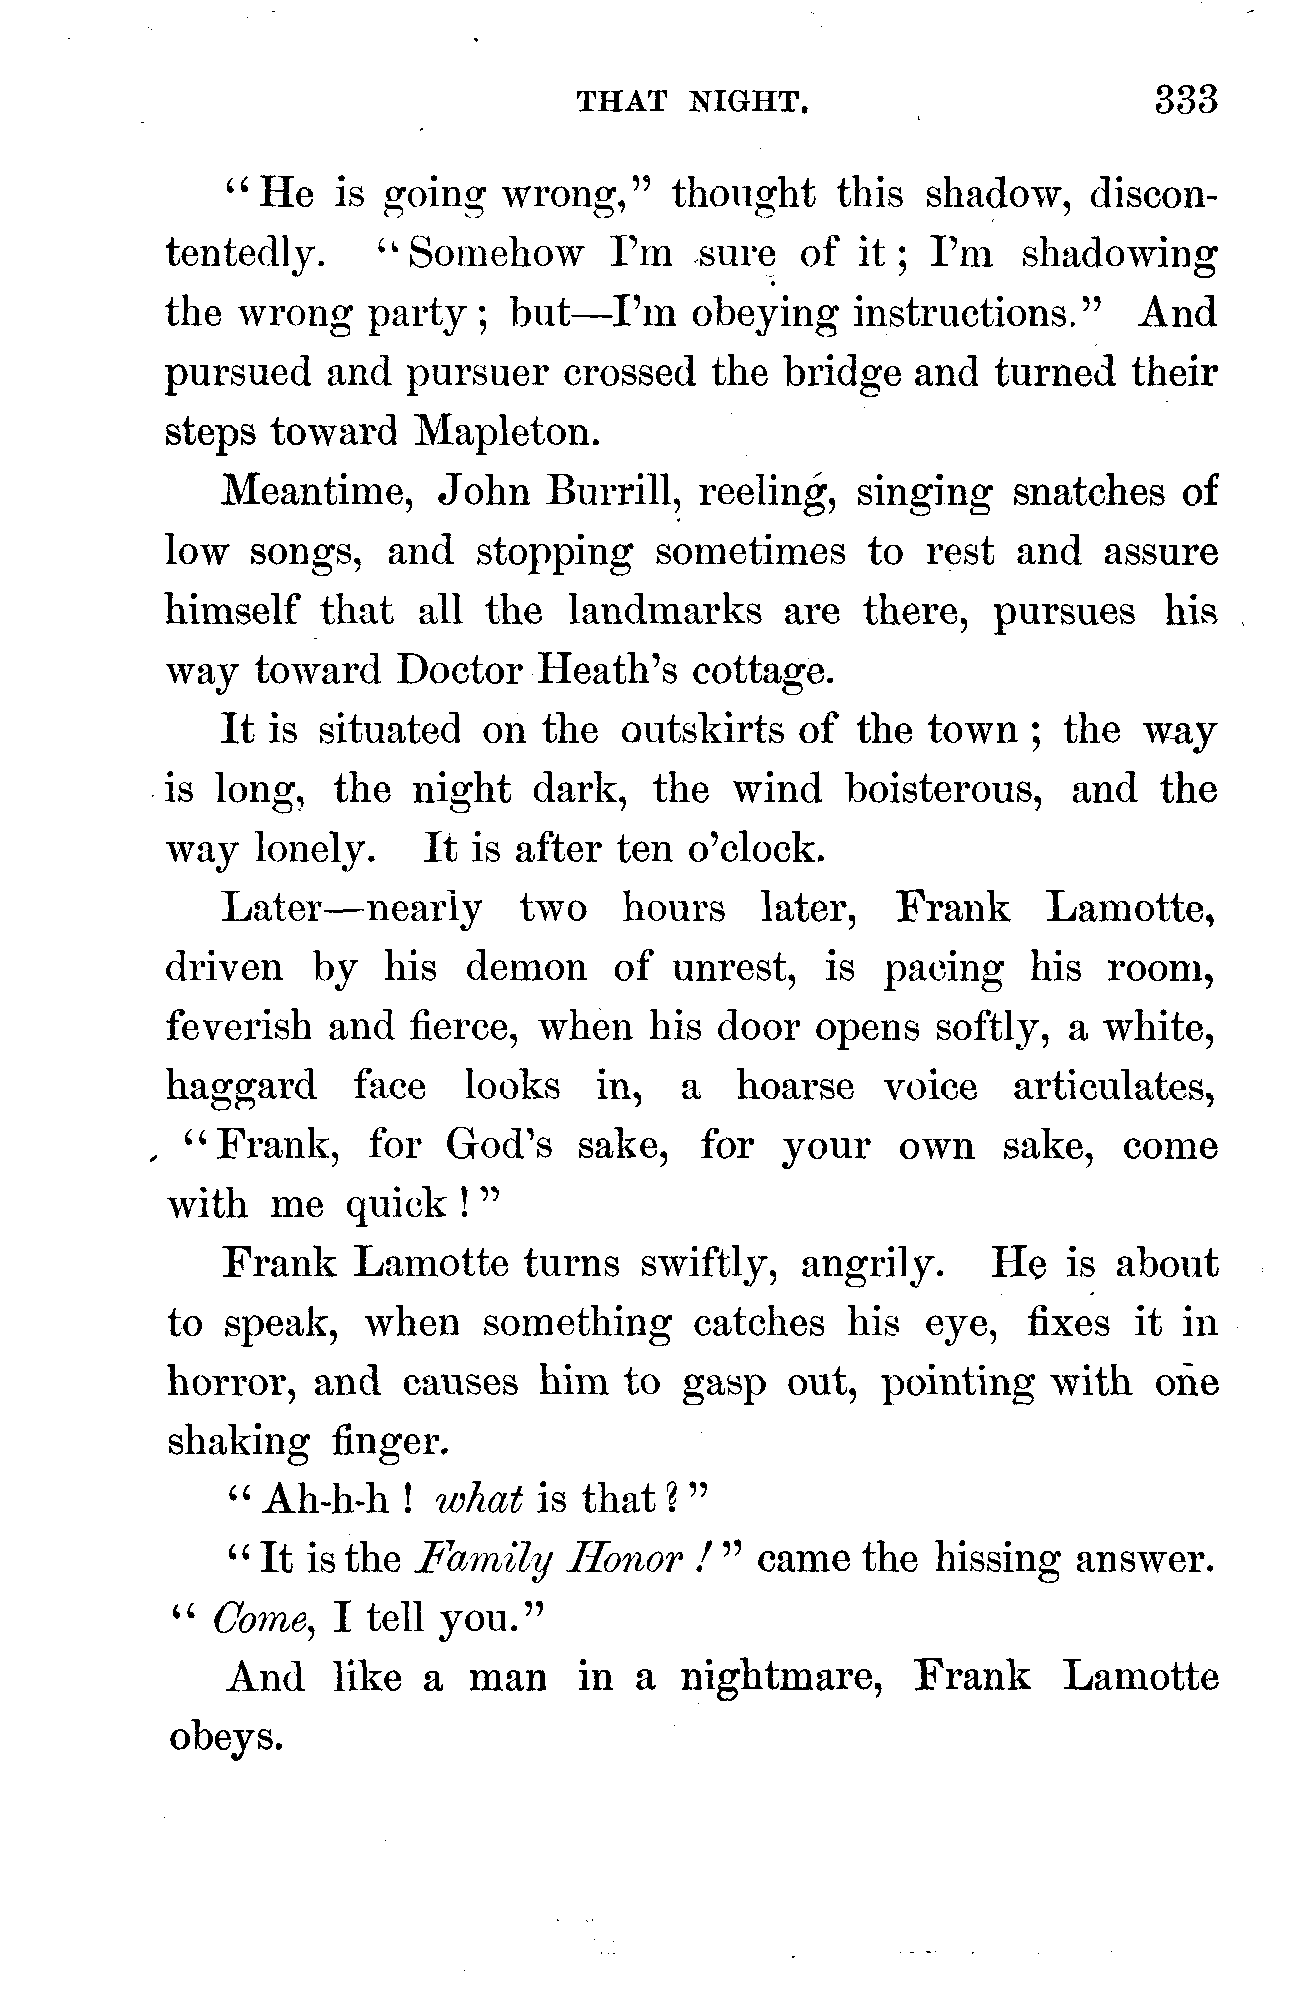 THAT NIGHT. 333
“He is going wrong,” thought this shadow, discon-
tentedly. “Somehow I’m sure of it; I’m shadowing
the wrong party; but—I’m obeying instructions.” And
pursued and pursuer crossed the bridge and turned their
steps toward Mapleton.
Meantime, John Burrill, reeling, singing snatches of
low songs, and stopping sometimes to rest and assure
himself that all the landmarks are there, pursues his
way toward Doctor Heath’s cottage.
It is situated on the outskirts of the town; the way
is long, the night dark, the wind boisterous, and the
way lonely. It is after ten o’clock.
Later—nearly two hours later, Frank Lamotte,
driven by his demon of unrest, is pacing his room,
feverish and fierce, when his door opens softly, a white,
haggard face looks in, a hoarse voice articulates,
“Frank, for God’s sake, for your own sake, come
with me quick!”
Frank Lamotte turns swiftly, angrily. He is about
to speak, when something catches his eye, fixes it in
horror, and causes him to gasp out, pointing with one
shaking finger.
“Ah-h-h! what is that?”
“It is the Family Honor!” came the hissing answer.
“Come, I tell you.”
And like a man in a nightmare, Frank Lamotte
obeys.